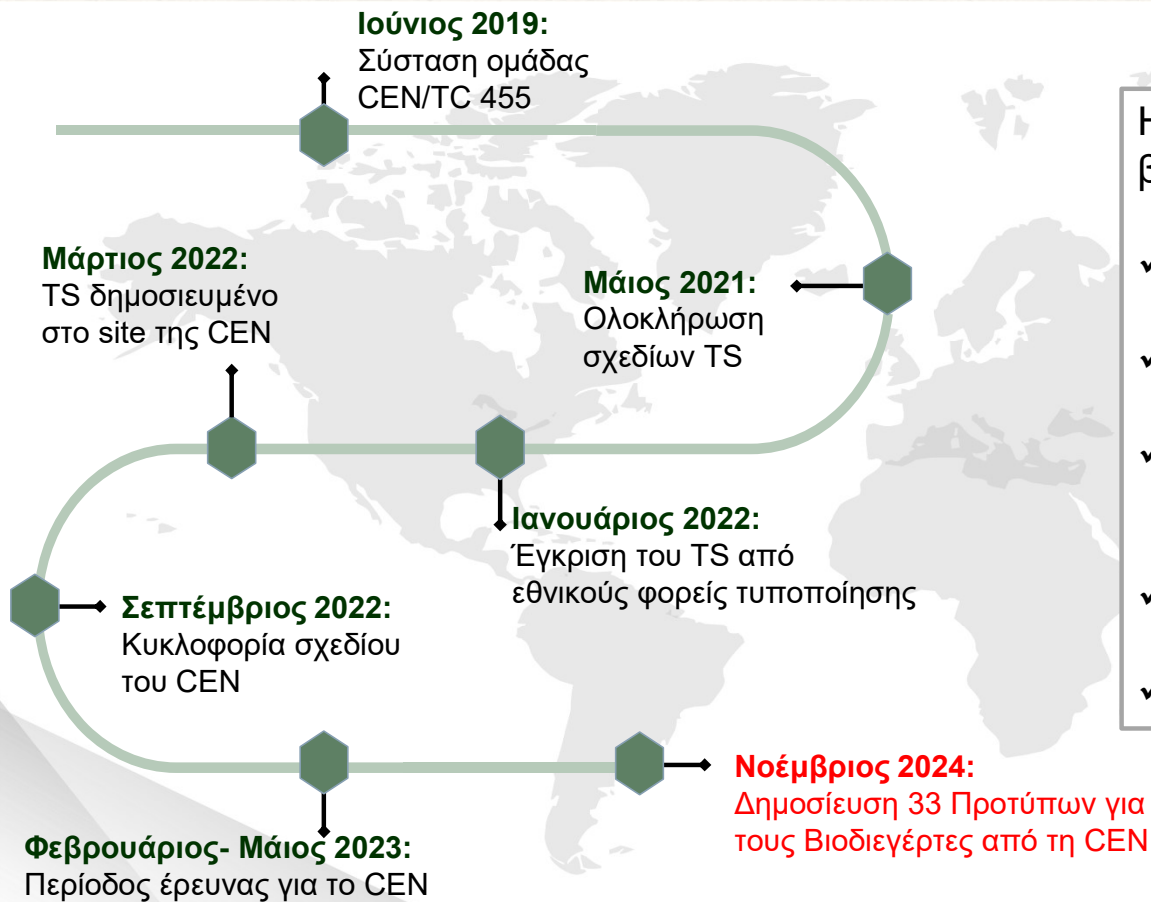 Ιούνιος 2019:
Σύσταση ομάδας
CEN/TC 455
Μάιος 2021:
Ολοκλήρωση
σχεδίων TS
Ιανουάριος 2022:
Έγκριση του TS από
εθνικούς φορείς τυποποίησης
Μάρτιος 2022:
TS δημοσιευμένο
στο site της CEN
Σεπτέμβριος 2022:
Κυκλοφορία σχεδίου
του CEN
Φεβρουάριος- Μάιος 2023:
Περίοδος έρευνας για το CEN
Νοέμβριος 2024:
Δημοσίευση 33 Προτύπων για
τους Βιοδιεγέρτες από τη CEN